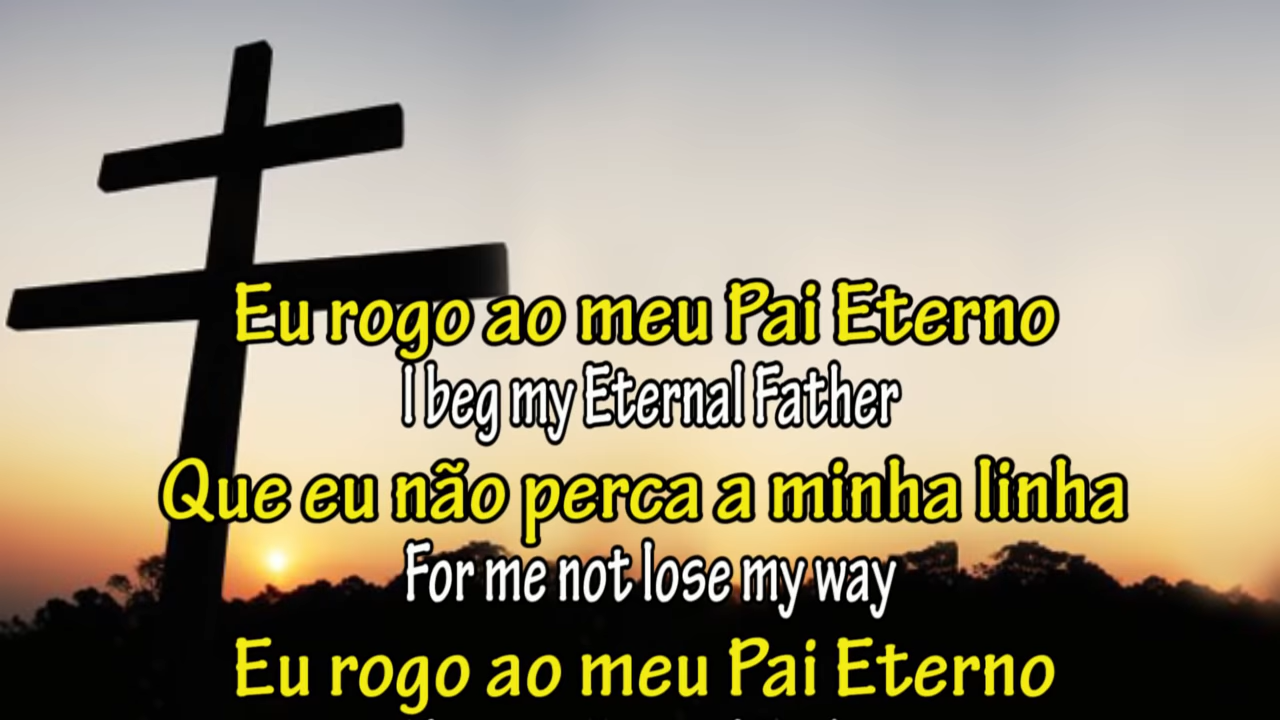 Eu rogo ao meu Pai Eterno
I beg my Eternal Father
Que eu não perca a minha linha
For me not lose my way
Eu rogo ao meu Pai Eterno